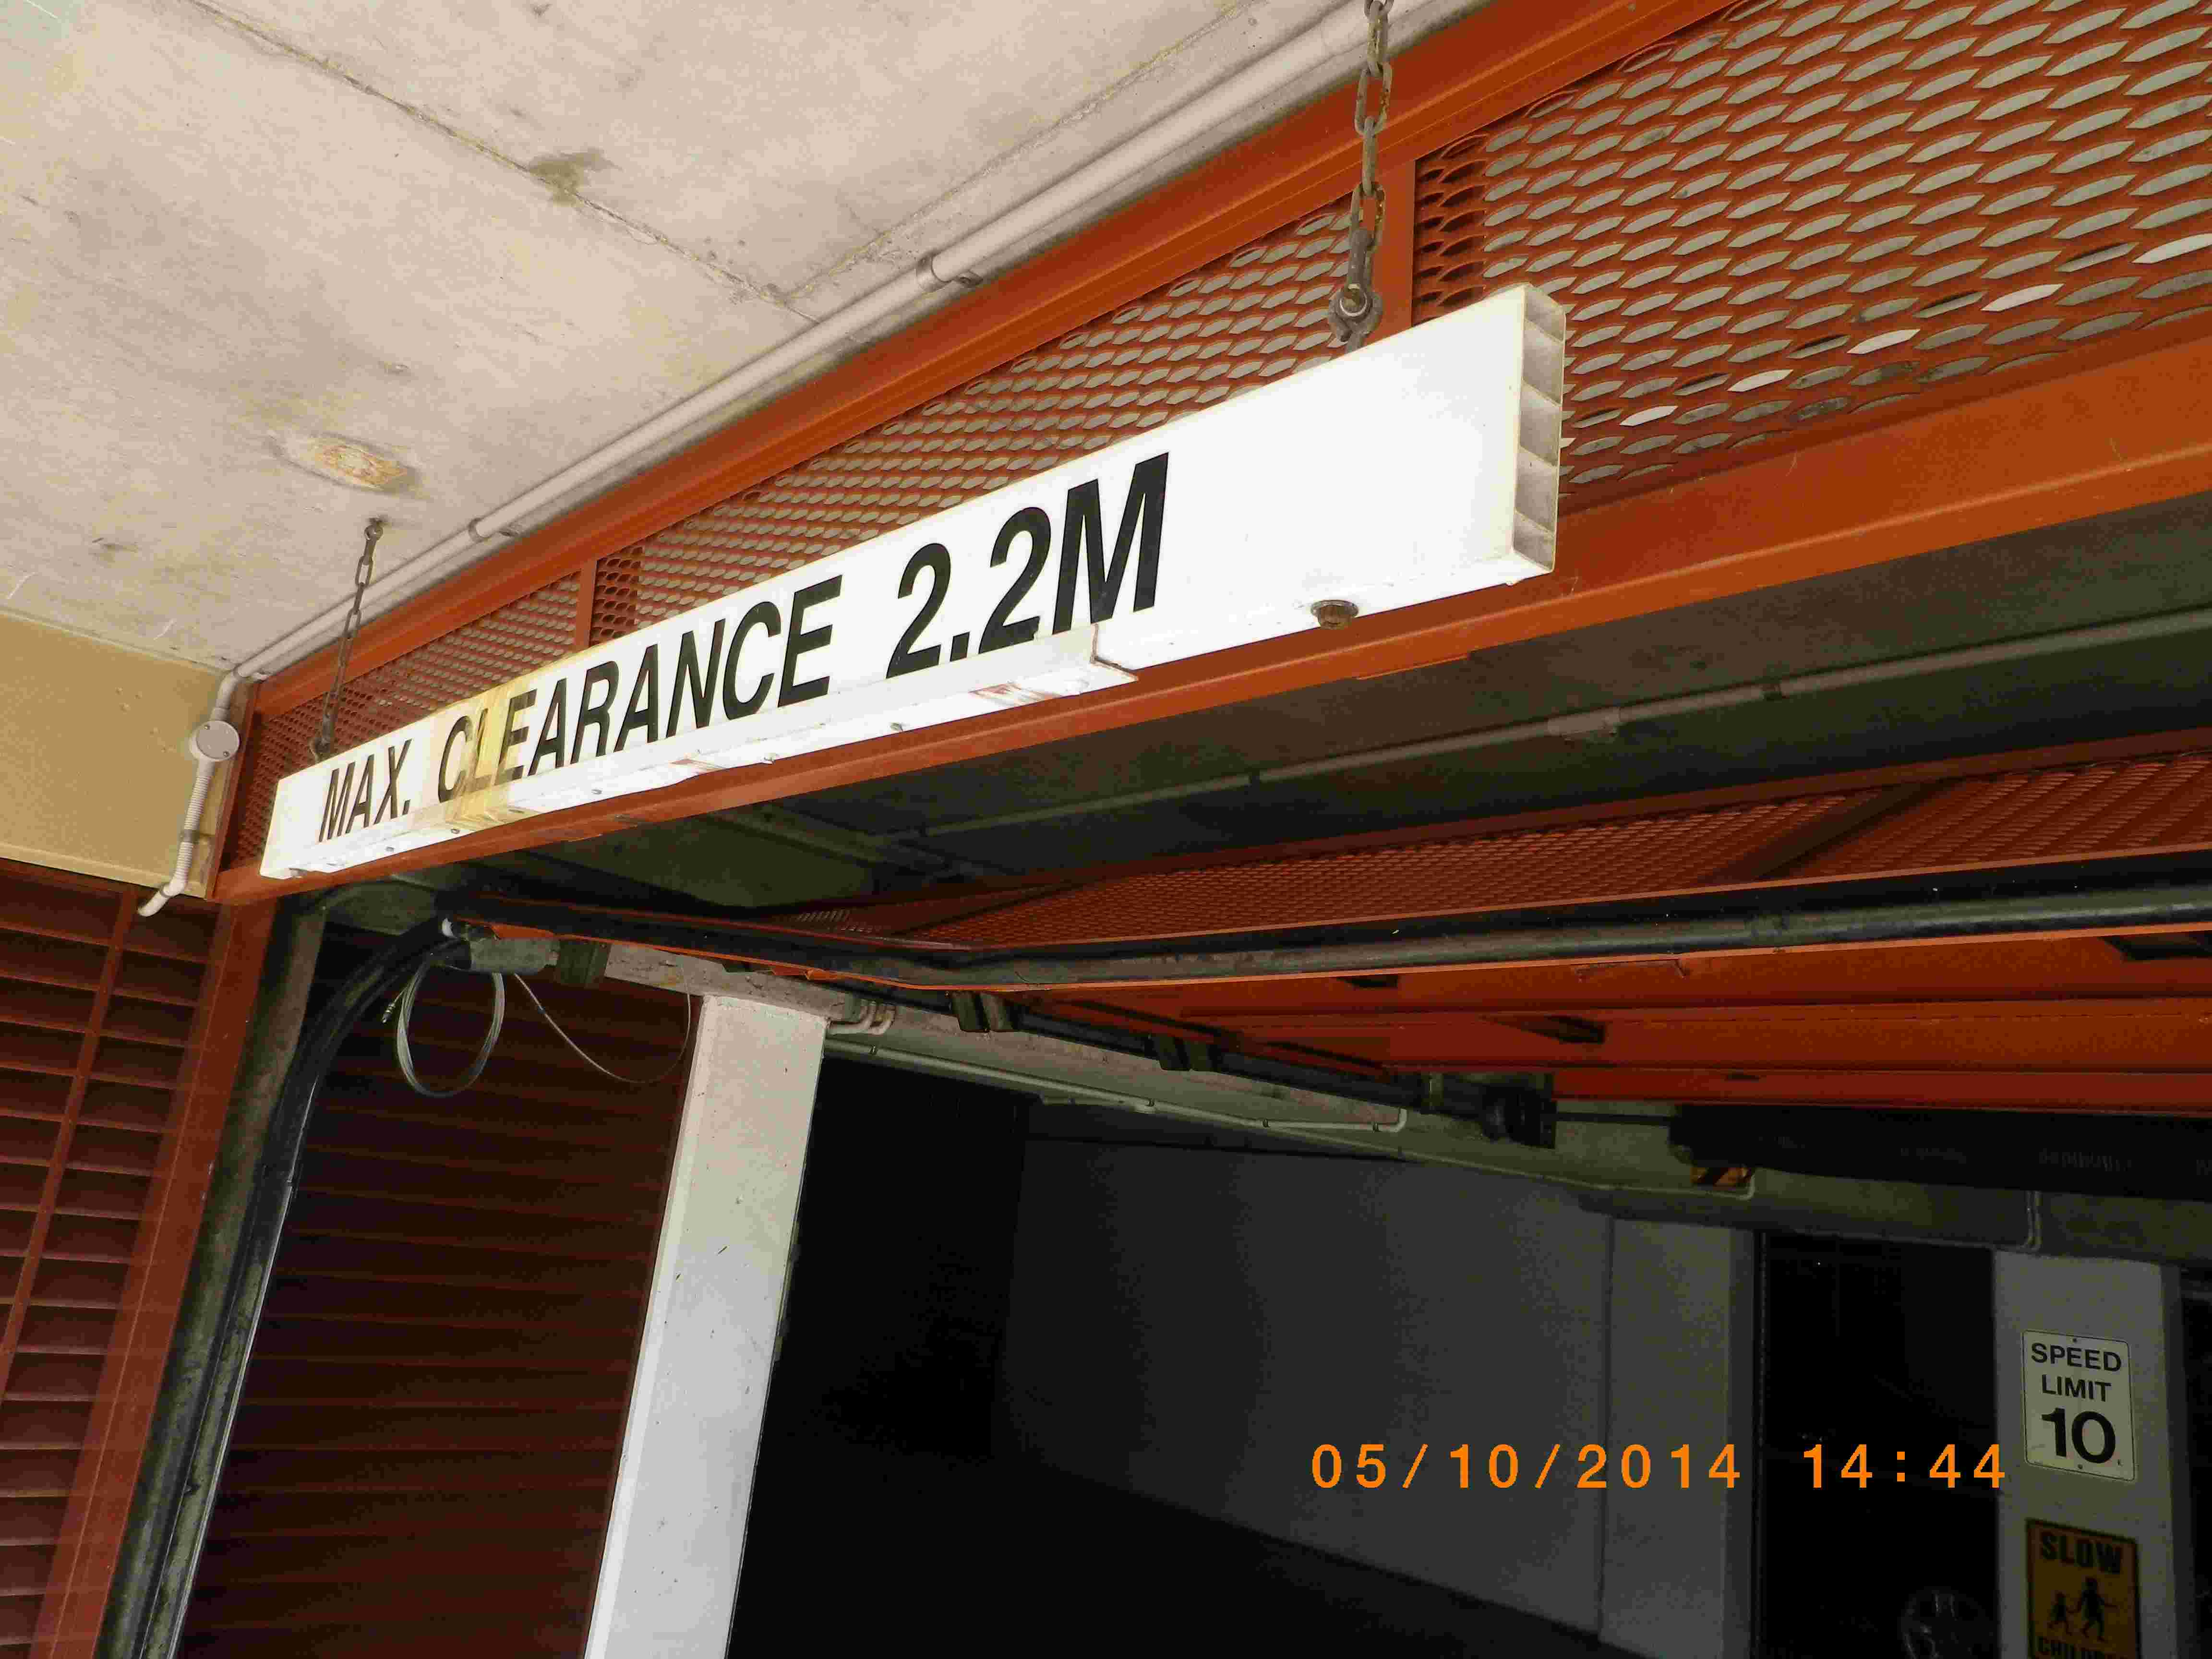 MAX. CLEARANCE 2.2M
SPEED
LIMIT
10
05/10/2014 14:44
SLOW